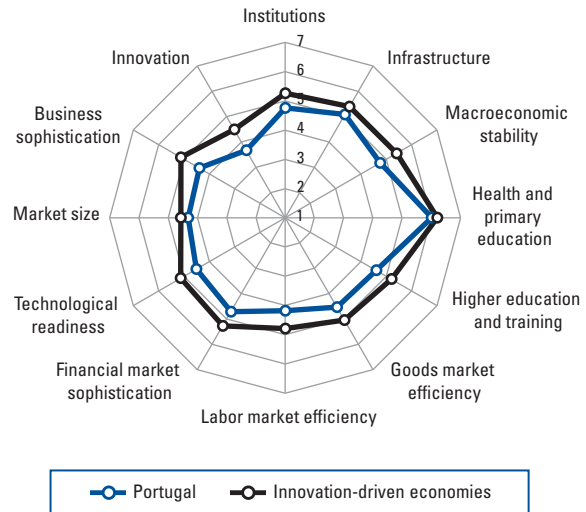 Institutions
7
6
5
4
3
2
1
Infrastructure
Macroeconomic
stability
Health and
primary
education
Higher education
and training
Goods market
efficiency
Labor market efficiency
Financial market
sophistication
Technological
readiness
Market size
Business
sophistication
Innovation
Portugal
Innovation-driven economies